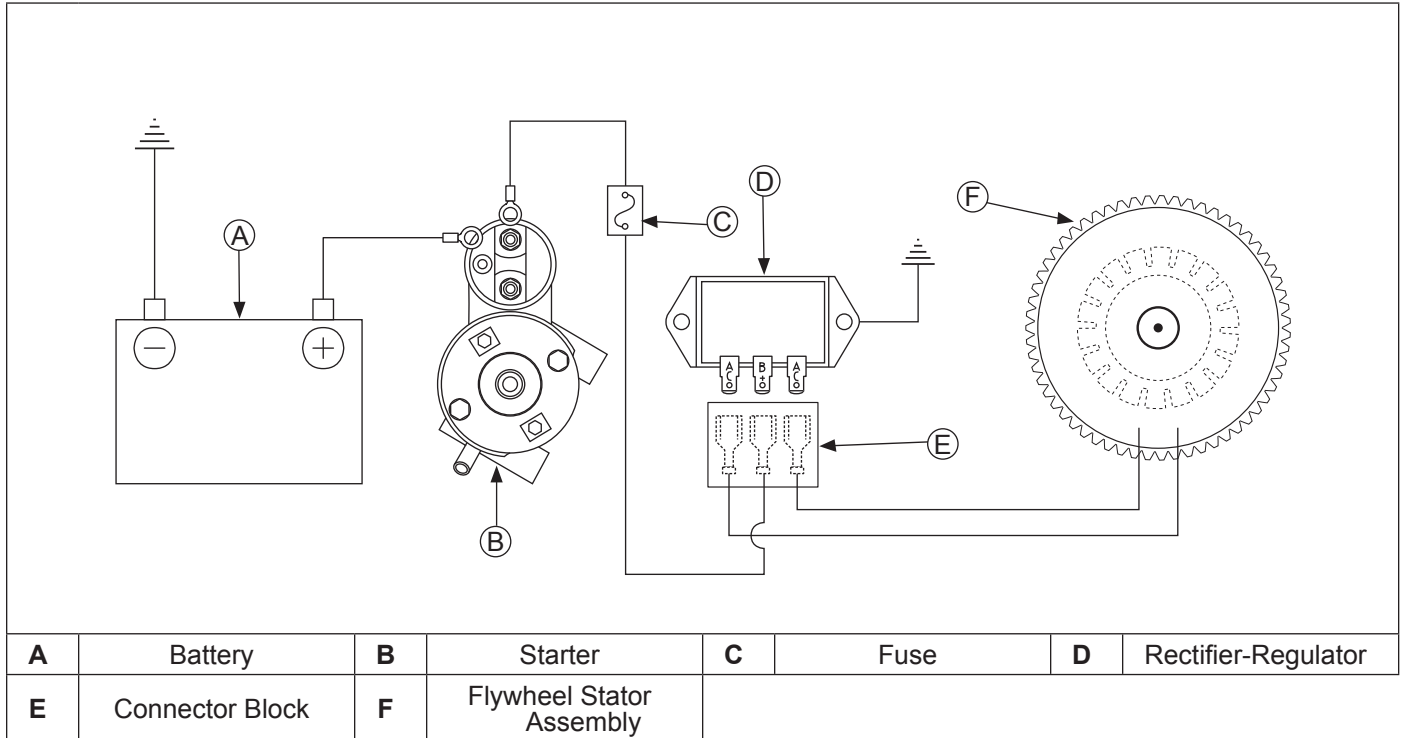 A
B
C
D
E
F
−
+
AC
B+
AC
A Battery B Starter C Fuse D Rectifier-Regulator
E Connector Block F Flywheel Stator
Assembly